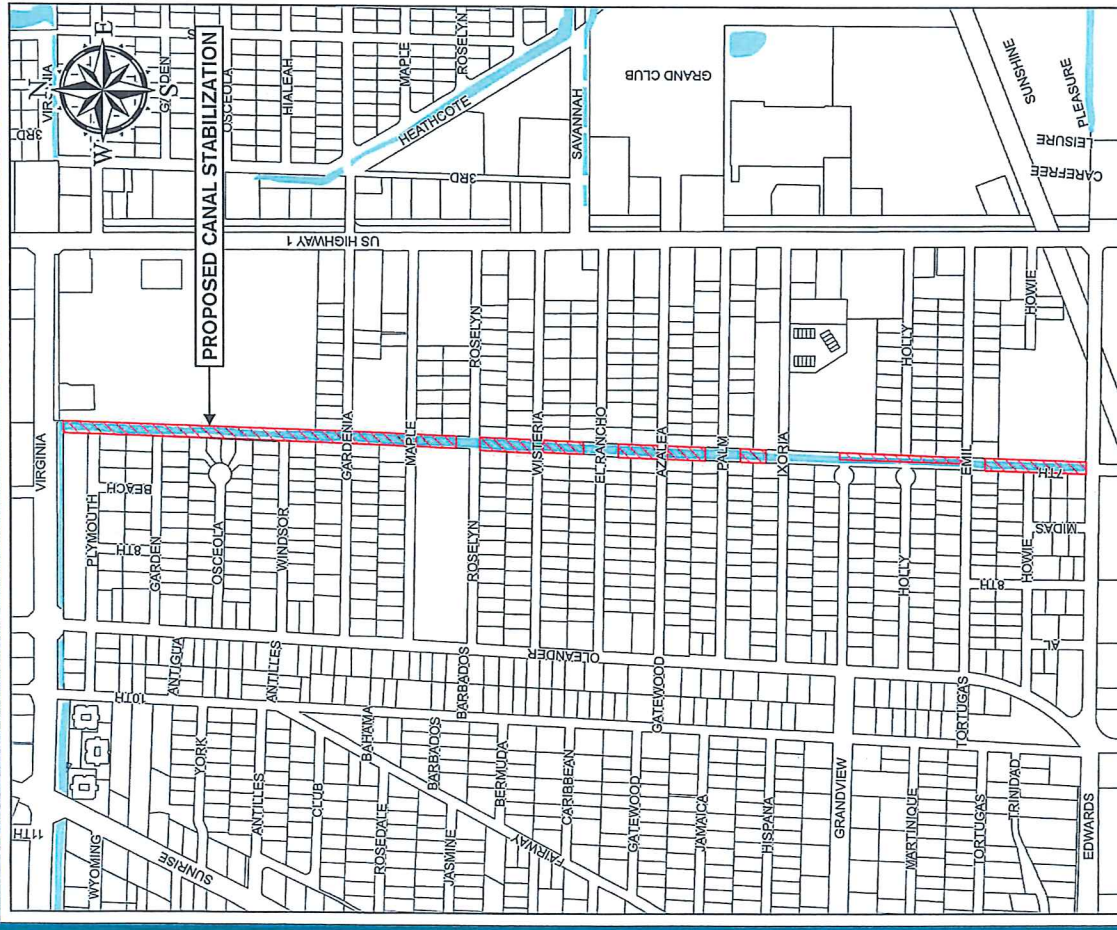 VIRGINIA
3RD
N
E
S
W
GARDEN
OSCEOLA
HIALEAH
MAPLE
ROSELYN
HEATHCOTE
3RD
SAVANNAH
GRAND CLUB
SUNSHINE
PLEASURE
LEISURE
CAREFREE
PROPOSED CANAL STABILIZATION
US HIGHWAY 1
VIRGINIA
PLYMOUTH
BEACH
8TH
GARDEN
OSCEOLA
WINDSOR
GARDENIA
MAPLE
ROSELYN
ROSELYN
WISTERIA
EL RANCHO
AZALEA
PALM
XORIA
HOLLY
HOLLY
EMIL
HOWIE
7TH
MIDAS
HOWIE
8TH
AL
OLEANDER
ANTIGUA
ANTILLES
10TH
BARBADOS
GATEWOOD
TORTUGAS
11TH
WYOMING
SUNRISE
YORK
ANTILLES
CLUB
BAHAMA
ROSEDALE
BARBADOS
JASMINE
BERMUDA
FAIRWAY
CARIBBEAN
GATEWOOD
JAMAICA
HISPANA
GRANDVIEW
MARTINIQUE
TORTUGAS
TRINIDAD
EDWARDS